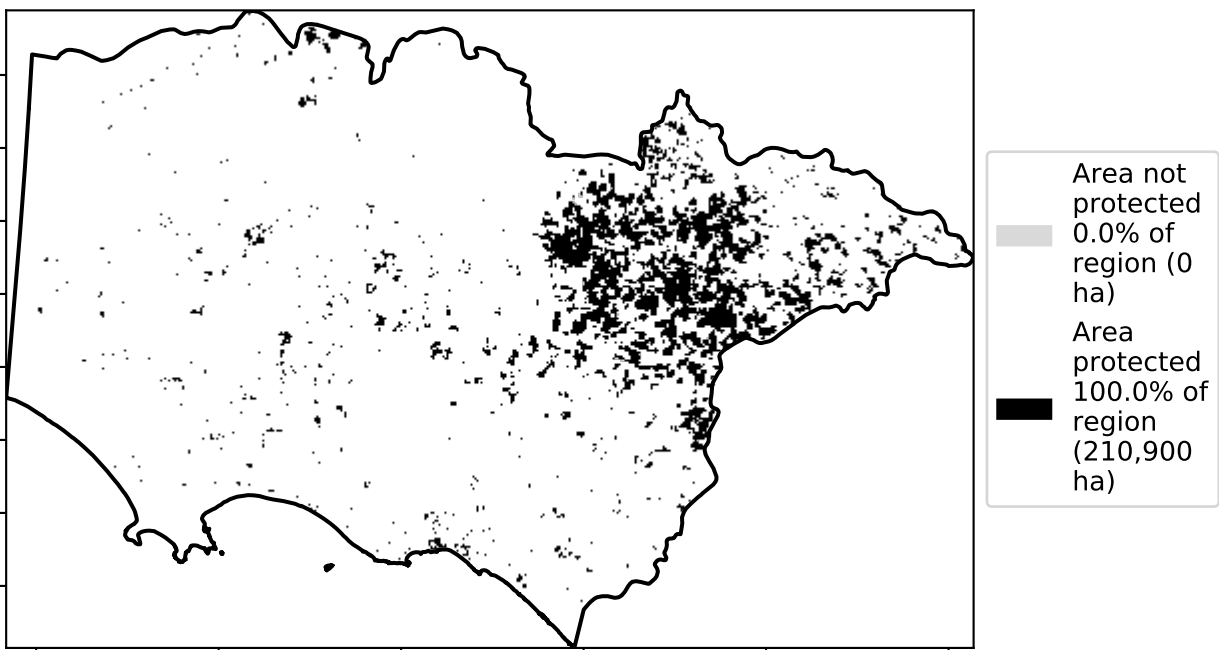 Area not
protected
0.0% of
region (0
ha)
Area
protected
100.0% of
region
(210,900
ha)